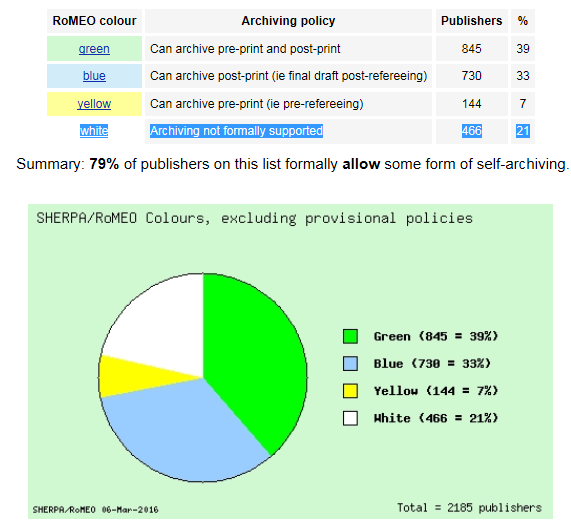 RoMEO colour Archiving policy Publishers %
green Can archive pre-print and post-print 845 39
blue Can archive post-print (ie final draft post-refereeing) 730 33
yellow Can archive pre-print (ie pre-refereeing) 144 7
white Archiving not formally supported 466 21
Summary: 79% of publishers on this list formally allow some form of self-archiving.
SHERPA/RoMEO Colours, excluding provisional policies
Green (845 = 39%)
Blue (730 = 33%)
Yellow (144 = 7%)
White (466 = 21%)
SHERPA/RoMEO 06-Mar-2016 Total = 2185 publishers